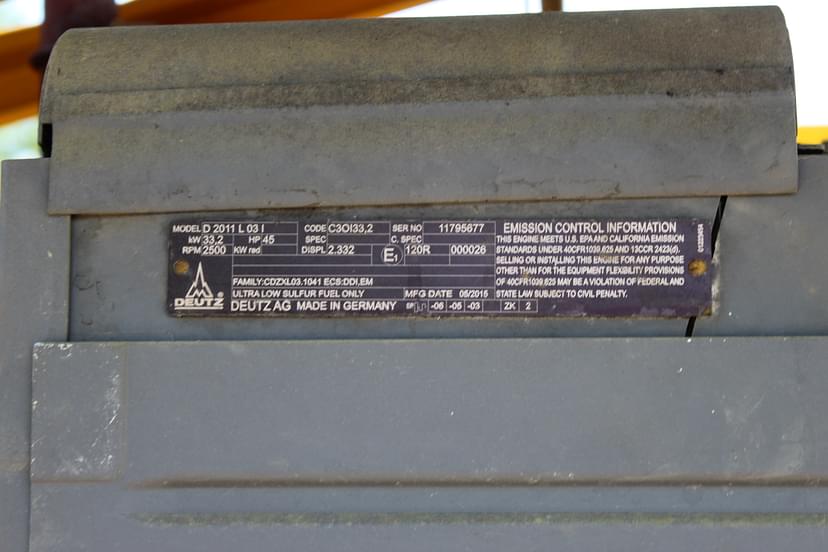 MODEL D 2011 L 03 I CODE C3OI33,2 SER NO 11795677
kW 33,2 HP 45 SPEC C. SPEC
RPM 2500 KW red DISPL 2.332 E1 120R 000026
FAMILY:CDZXL03.1041 ECS:DDI,EM
ULTRA LOW SULFUR FUEL ONLY MFG DATE 05/2015
DEUTZ DEUTZ AG MADE IN GERMANY -06 -05 -03 ZK 2
EMISSION CONTROL INFORMATION
THIS ENGINE MEETS U.S. EPA AND CALIFORNIA EMISSION
STANDARDS UNDER 40CFR1039.625 AND 13CCR 2423(d).
SELLING OR INSTALLING THIS ENGINE FOR ANY PURPOSE
OTHER THAN FOR THE EQUIPMENT FLEXIBILITY PROVISIONS
OF 40CFR1039.625 MAY BE A VIOLATION OF FEDERAL AND
STATE LAW SUBJECT TO CIVIL PENALTY.